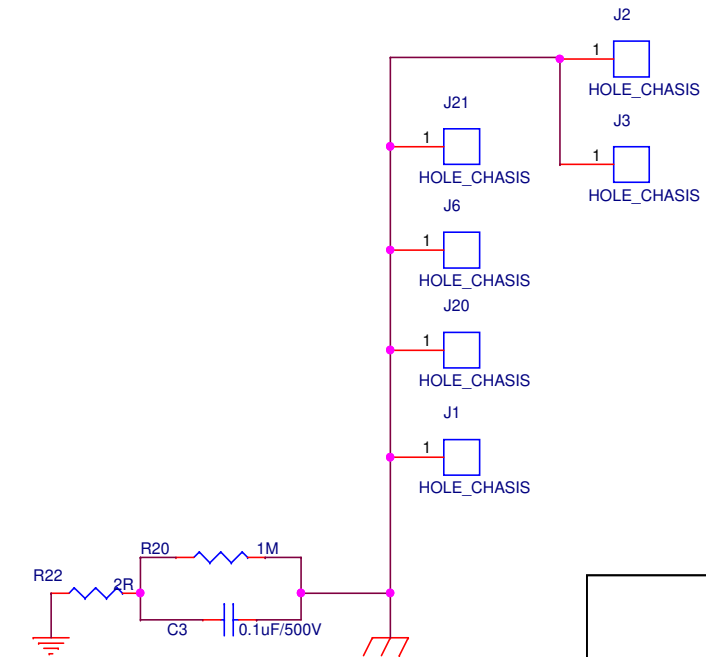 J2
1
HOLE_CHASIS
J21
1
HOLE_CHASIS
J3
1
HOLE_CHASIS
J6
1
HOLE_CHASIS
J20
1
HOLE_CHASIS
J1
1
HOLE_CHASIS
R20 1M
R22 2R
C3 0.1uF/500V